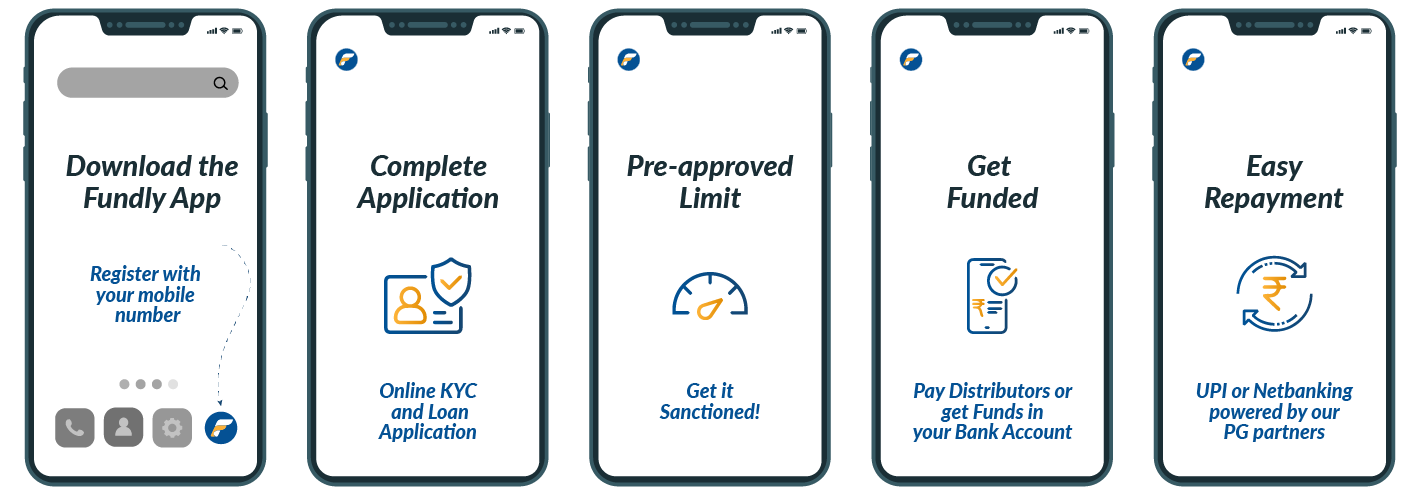 Download the
Fundly App
Register with
your mobile
number
Complete
Application
Online KYC
and Loan
Application
Pre-approved
Limit
Get it
Sanctioned!
Get
Funded
₹
Pay Distributors or
get Funds in
your Bank Account
Easy
Repayment
₹
UPI or Netbanking
powered by our
PG partners